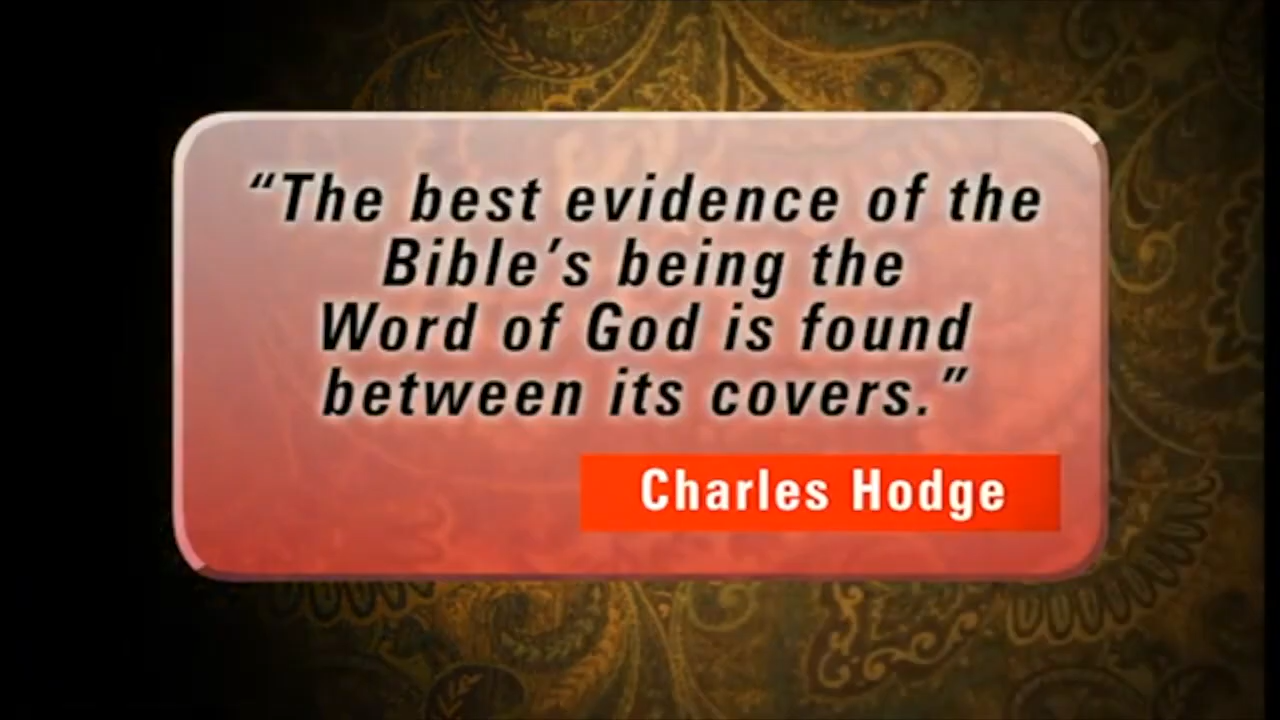 “The best evidence of the
Bible’s being the
Word of God is found
between its covers.”
Charles Hodge